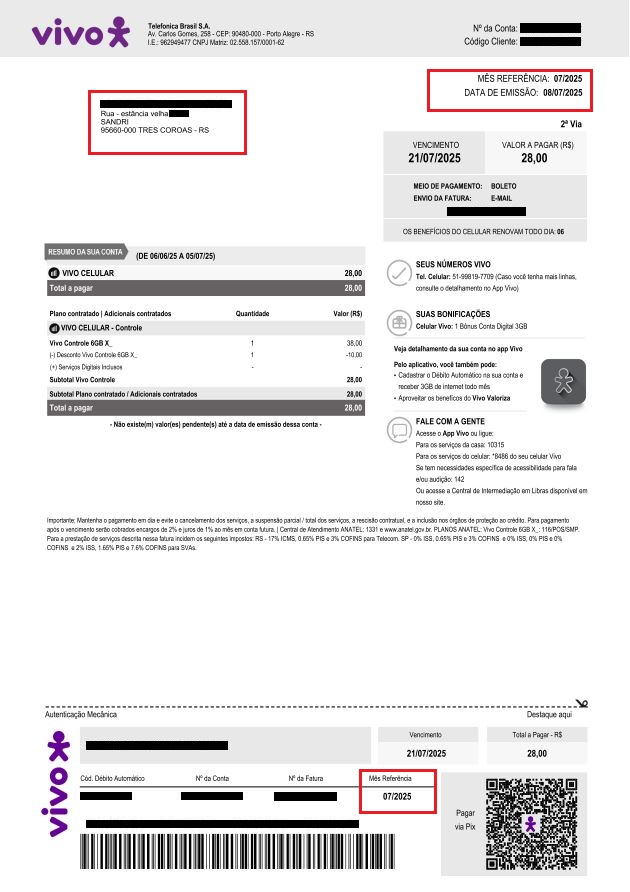 vivo
Telefonica Brasil S.A.
Av. Carlos Gomes, 258 - CEP: 90480-000 - Porto Alegre - RS
I.E.: 962949477 CNPJ Matriz: 02.558.157/0001-62
Nº da Conta:
Código Cliente:
MÊS REFERÊNCIA: 07/2025
DATA DE EMISSÃO: 08/07/2025
Rua - estância velha
SANDRI
95660-000 TRES COROAS - RS
2ª Via
VENCIMENTO
21/07/2025
VALOR A PAGAR (R$)
28,00
MEIO DE PAGAMENTO: BOLETO
ENVIO DA FATURA: E-MAIL
OS BENEFÍCIOS DO CELULAR RENOVAM TODO DIA: 06
RESUMO DA SUA CONTA (DE 06/06/25 A 05/07/25)
VIVO CELULAR 28,00
Total a pagar 28,00
Plano contratado | Adicionais contratados Quantidade Valor (R$)
VIVO CELULAR - Controle
Vivo Controle 6GB X_ 1 38,00
(-) Desconto Vivo Controle 6GB X_ 1 -10,00
(+) Serviços Digitais Inclusos - -
Subtotal Vivo Controle 28,00
Subtotal Plano contratado / Adicionais contratados 28,00
Total a pagar 28,00
- Não existe(m) valor(es) pendente(s) até a data de emissão dessa conta -
SEUS NÚMEROS VIVO
Tel. Celular: 51-99819-7709 (Caso você tenha mais linhas,
consulte o detalhamento no App Vivo)
SUAS BONIFICAÇÕES
Celular Vivo: 1 Bônus Conta Digital 3GB
Veja detalhamento da sua conta no app Vivo
Pelo aplicativo, você também pode:
• Cadastrar o Débito Automático na sua conta e
receber 3GB de internet todo mês
• Aproveitar os benefícos do Vivo Valoriza
FALE COM A GENTE
Acesse o App Vivo ou ligue:
Para os serviços da casa: 10315
Para os serviços do celular: *8486 do seu celular Vivo
Se tem necessidades específica de acessibilidade para fala
e/ou audição: 142
Ou acesse a Central de Intermediação em Libras disponível em
nosso site.
Importante: Mantenha o pagamento em dia e evite o cancelamento dos serviços, a suspensão parcial / total dos serviços, a rescisão contratual, e a inclusão nos órgãos de proteção ao crédito. Para pagamento
após o vencimento serão cobrados encargos de 2% e juros de 1% ao mês em conta futura. | Central de Atendimento ANATEL: 1331 e www.anatel.gov.br. PLANOS ANATEL: Vivo Controle 6GB X_: 116/POS/SMP.
Para a prestação de serviços descrita nessa fatura incidem os seguintes impostos: RS - 17% ICMS, 0.65% PIS e 3% COFINS para Telecom. SP - 0% ISS, 0.65% PIS e 3% COFINS e 0% ISS, 0% PIS e 0%
COFINS e 2% ISS, 1.65% PIS e 7.6% COFINS para SVAs.
Autenticação Mecânica
Destaque aqui
vivo
Vencimento
21/07/2025
Total a Pagar - R$
28,00
Cód. Débito Automático
Nº da Conta
Nº da Fatura
Mês Referência
07/2025
Pagar
via Pix